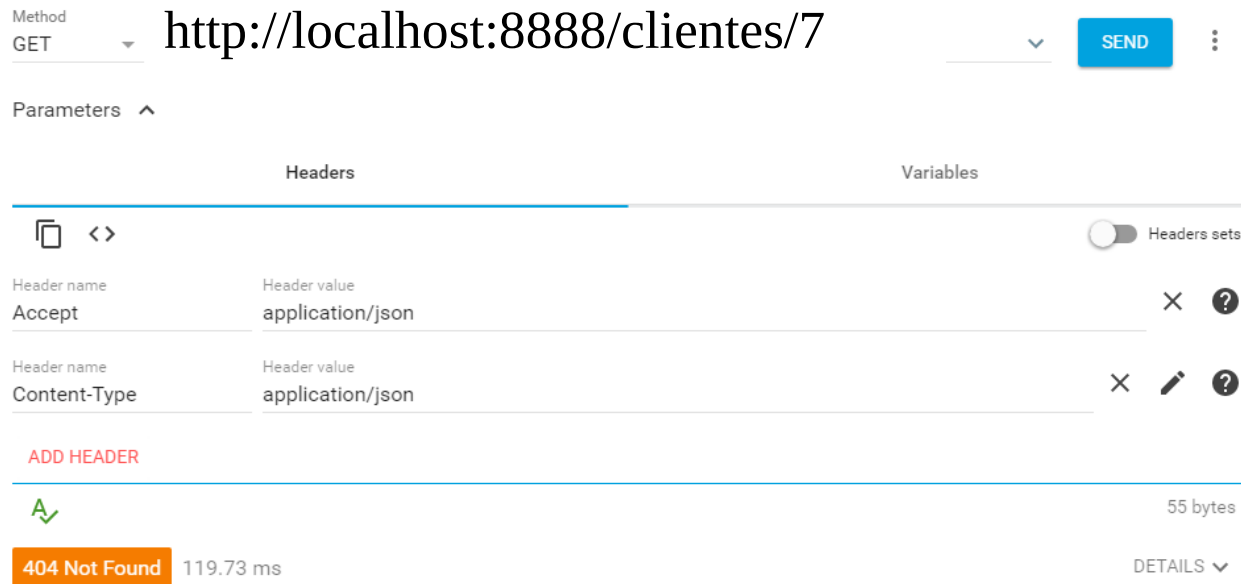 Method
GET http://localhost:8888/clientes/7 SEND
Parameters
Headers Variables
Headers sets
Header name Header value
Accept application/json
Header name Header value
Content-Type application/json
ADD HEADER
55 bytes
404 Not Found 119.73 ms DETAILS